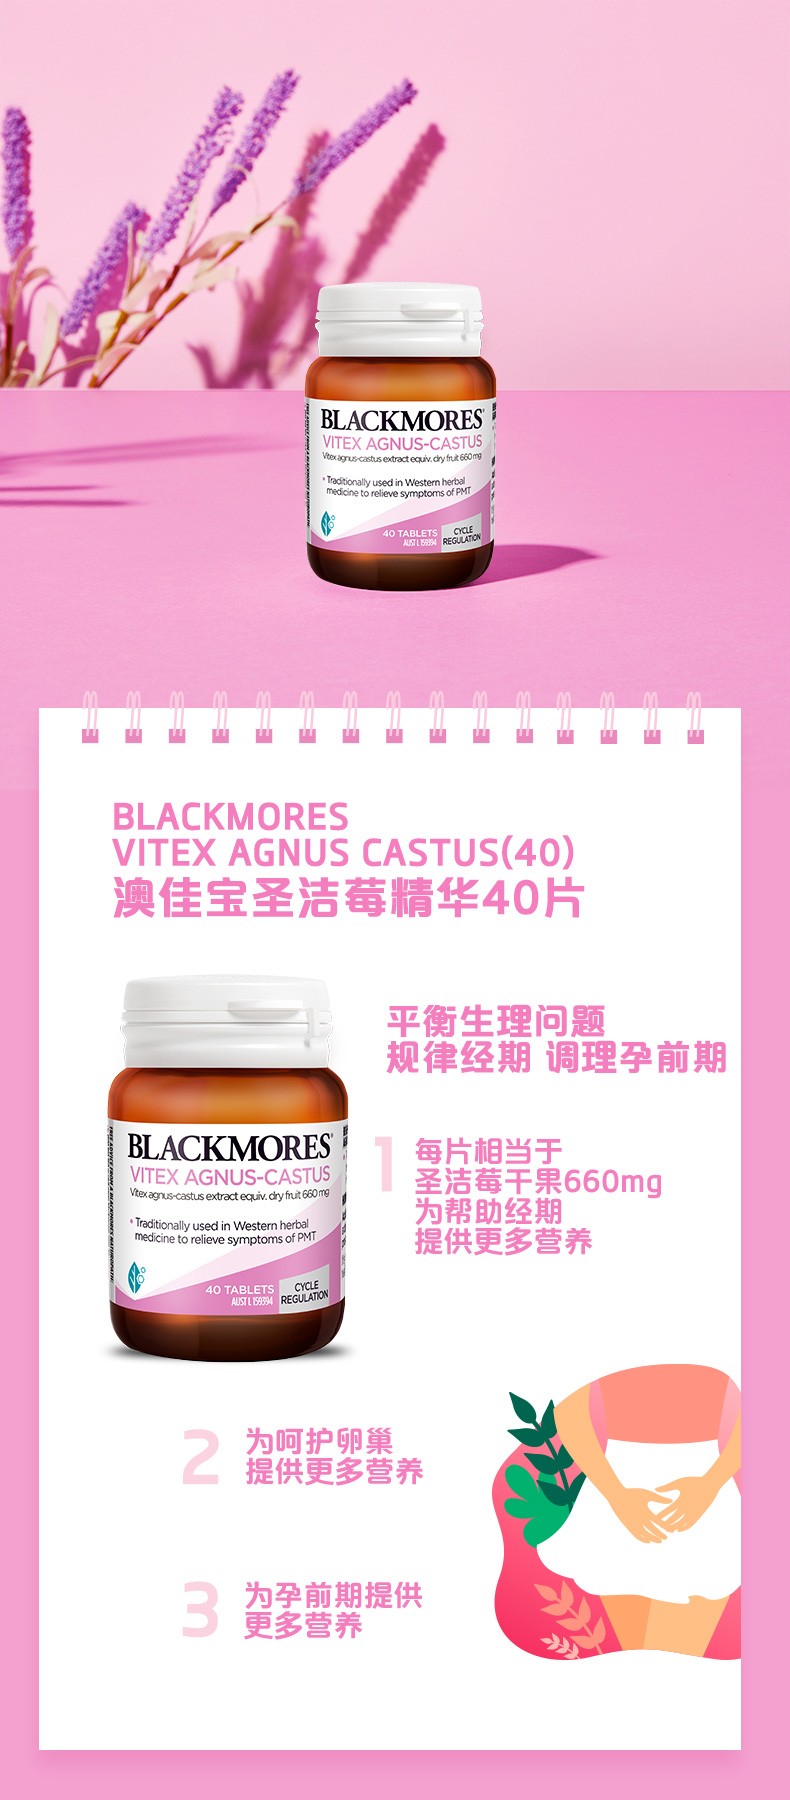 BLACKMORES
VITEX AGNUS-CASTUS
Vitex agnus-castus extract equiv. dry fruit 660 mg
• Traditionally used in Western herbal
medicine to relieve symptoms of PMT
40 TABLETS
AUST L 159394
CYCLE
REGULATION
BLACKMORES
VITEX AGNUS CASTUS(40)
澳佳宝圣洁莓精华40片
平衡生理问题
规律经期 调理孕前期
BLACKMORES
VITEX AGNUS-CASTUS
Vitex agnus-castus extract equiv. dry fruit 660 mg
• Traditionally used in Western herbal
medicine to relieve symptoms of PMT
40 TABLETS
AUST L 159394
CYCLE
REGULATION
1
每片相当于
圣洁莓干果660mg
为帮助经期
提供更多营养
2
为呵护卵巢
提供更多营养
3
为孕前期提供
更多营养